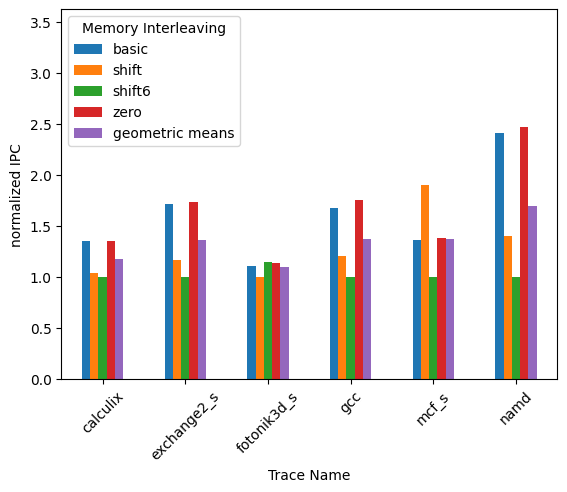 Memory Interleaving
basic
shift
shift6
zero
geometric means
normalized IPC
3.5
3.0
2.5
2.0
1.5
1.0
0.5
0.0
calculix
exchange2_s
fotonik3d_s
gcc
mcf_s
namd
Trace Name